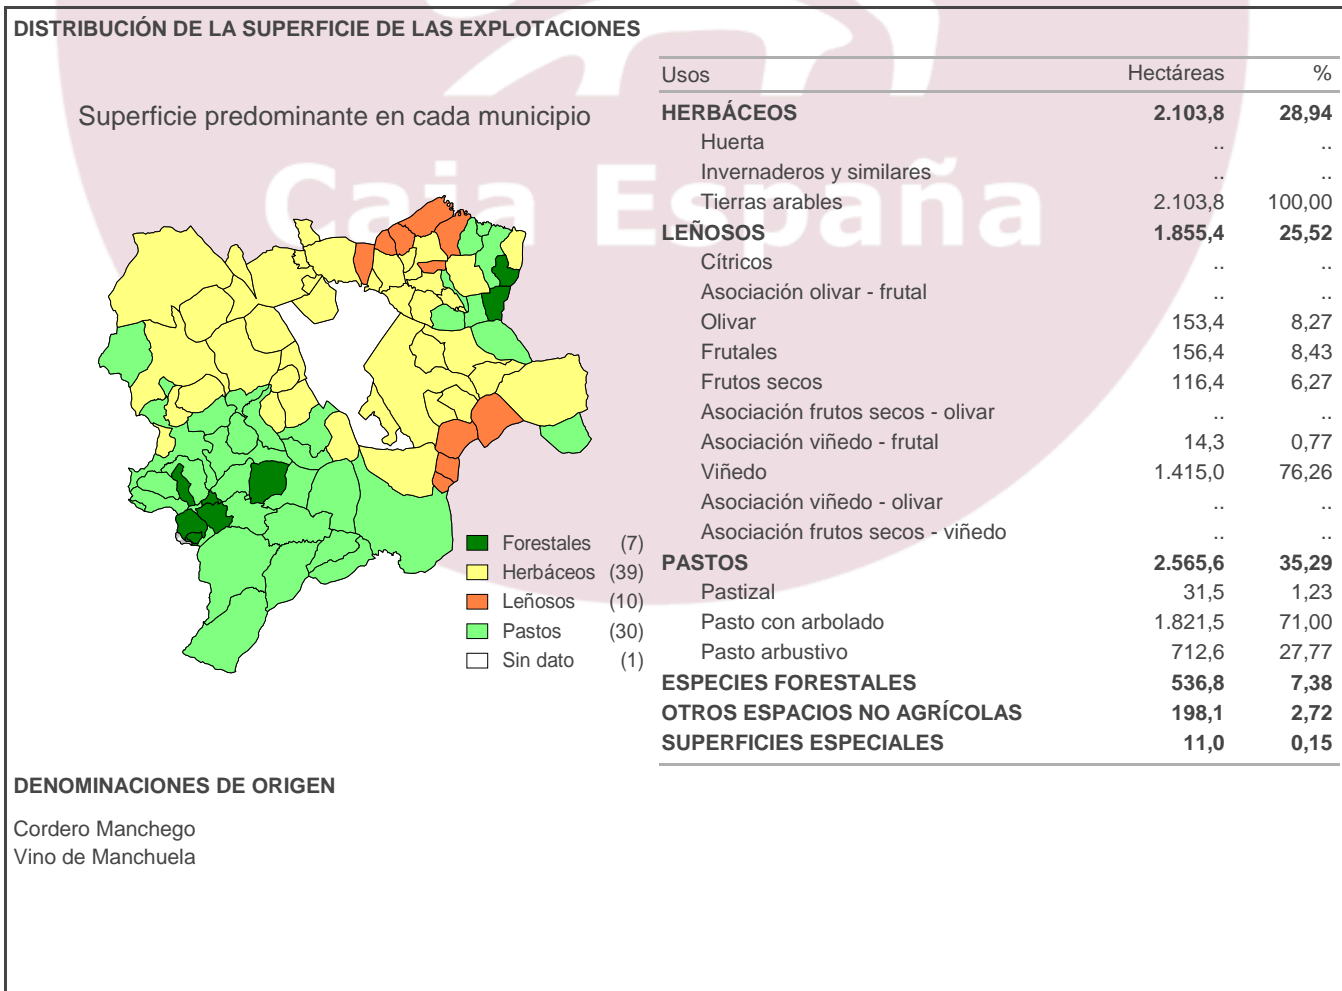 DISTRIBUCIÓN DE LA SUPERFICIE DE LAS EXPLOTACIONES
Superficie predominante en cada municipio
Caja España
Forestales (7)
Herbáceos (39)
Leñosos (10)
Pastos (30)
Sin dato (1)
Usos Hectáreas %
HERBÁCEOS 2.103,8 28,94
Huerta .. ..
Invernaderos y similares .. ..
Tierras arables 2.103,8 100,00
LEÑOSOS 1.855,4 25,52
Cítricos .. ..
Asociación olivar - frutal .. ..
Olivar 153,4 8,27
Frutales 156,4 8,43
Frutos secos 116,4 6,27
Asociación frutos secos - olivar .. ..
Asociación viñedo - frutal 14,3 0,77
Viñedo 1.415,0 76,26
Asociación viñedo - olivar .. ..
Asociación frutos secos - viñedo .. ..
PASTOS 2.565,6 35,29
Pastizal 31,5 1,23
Pasto con arbolado 1.821,5 71,00
Pasto arbustivo 712,6 27,77
ESPECIES FORESTALES 536,8 7,38
OTROS ESPACIOS NO AGRÍCOLAS 198,1 2,72
SUPERFICIES ESPECIALES 11,0 0,15
DENOMINACIONES DE ORIGEN
Cordero Manchego
Vino de Manchuela